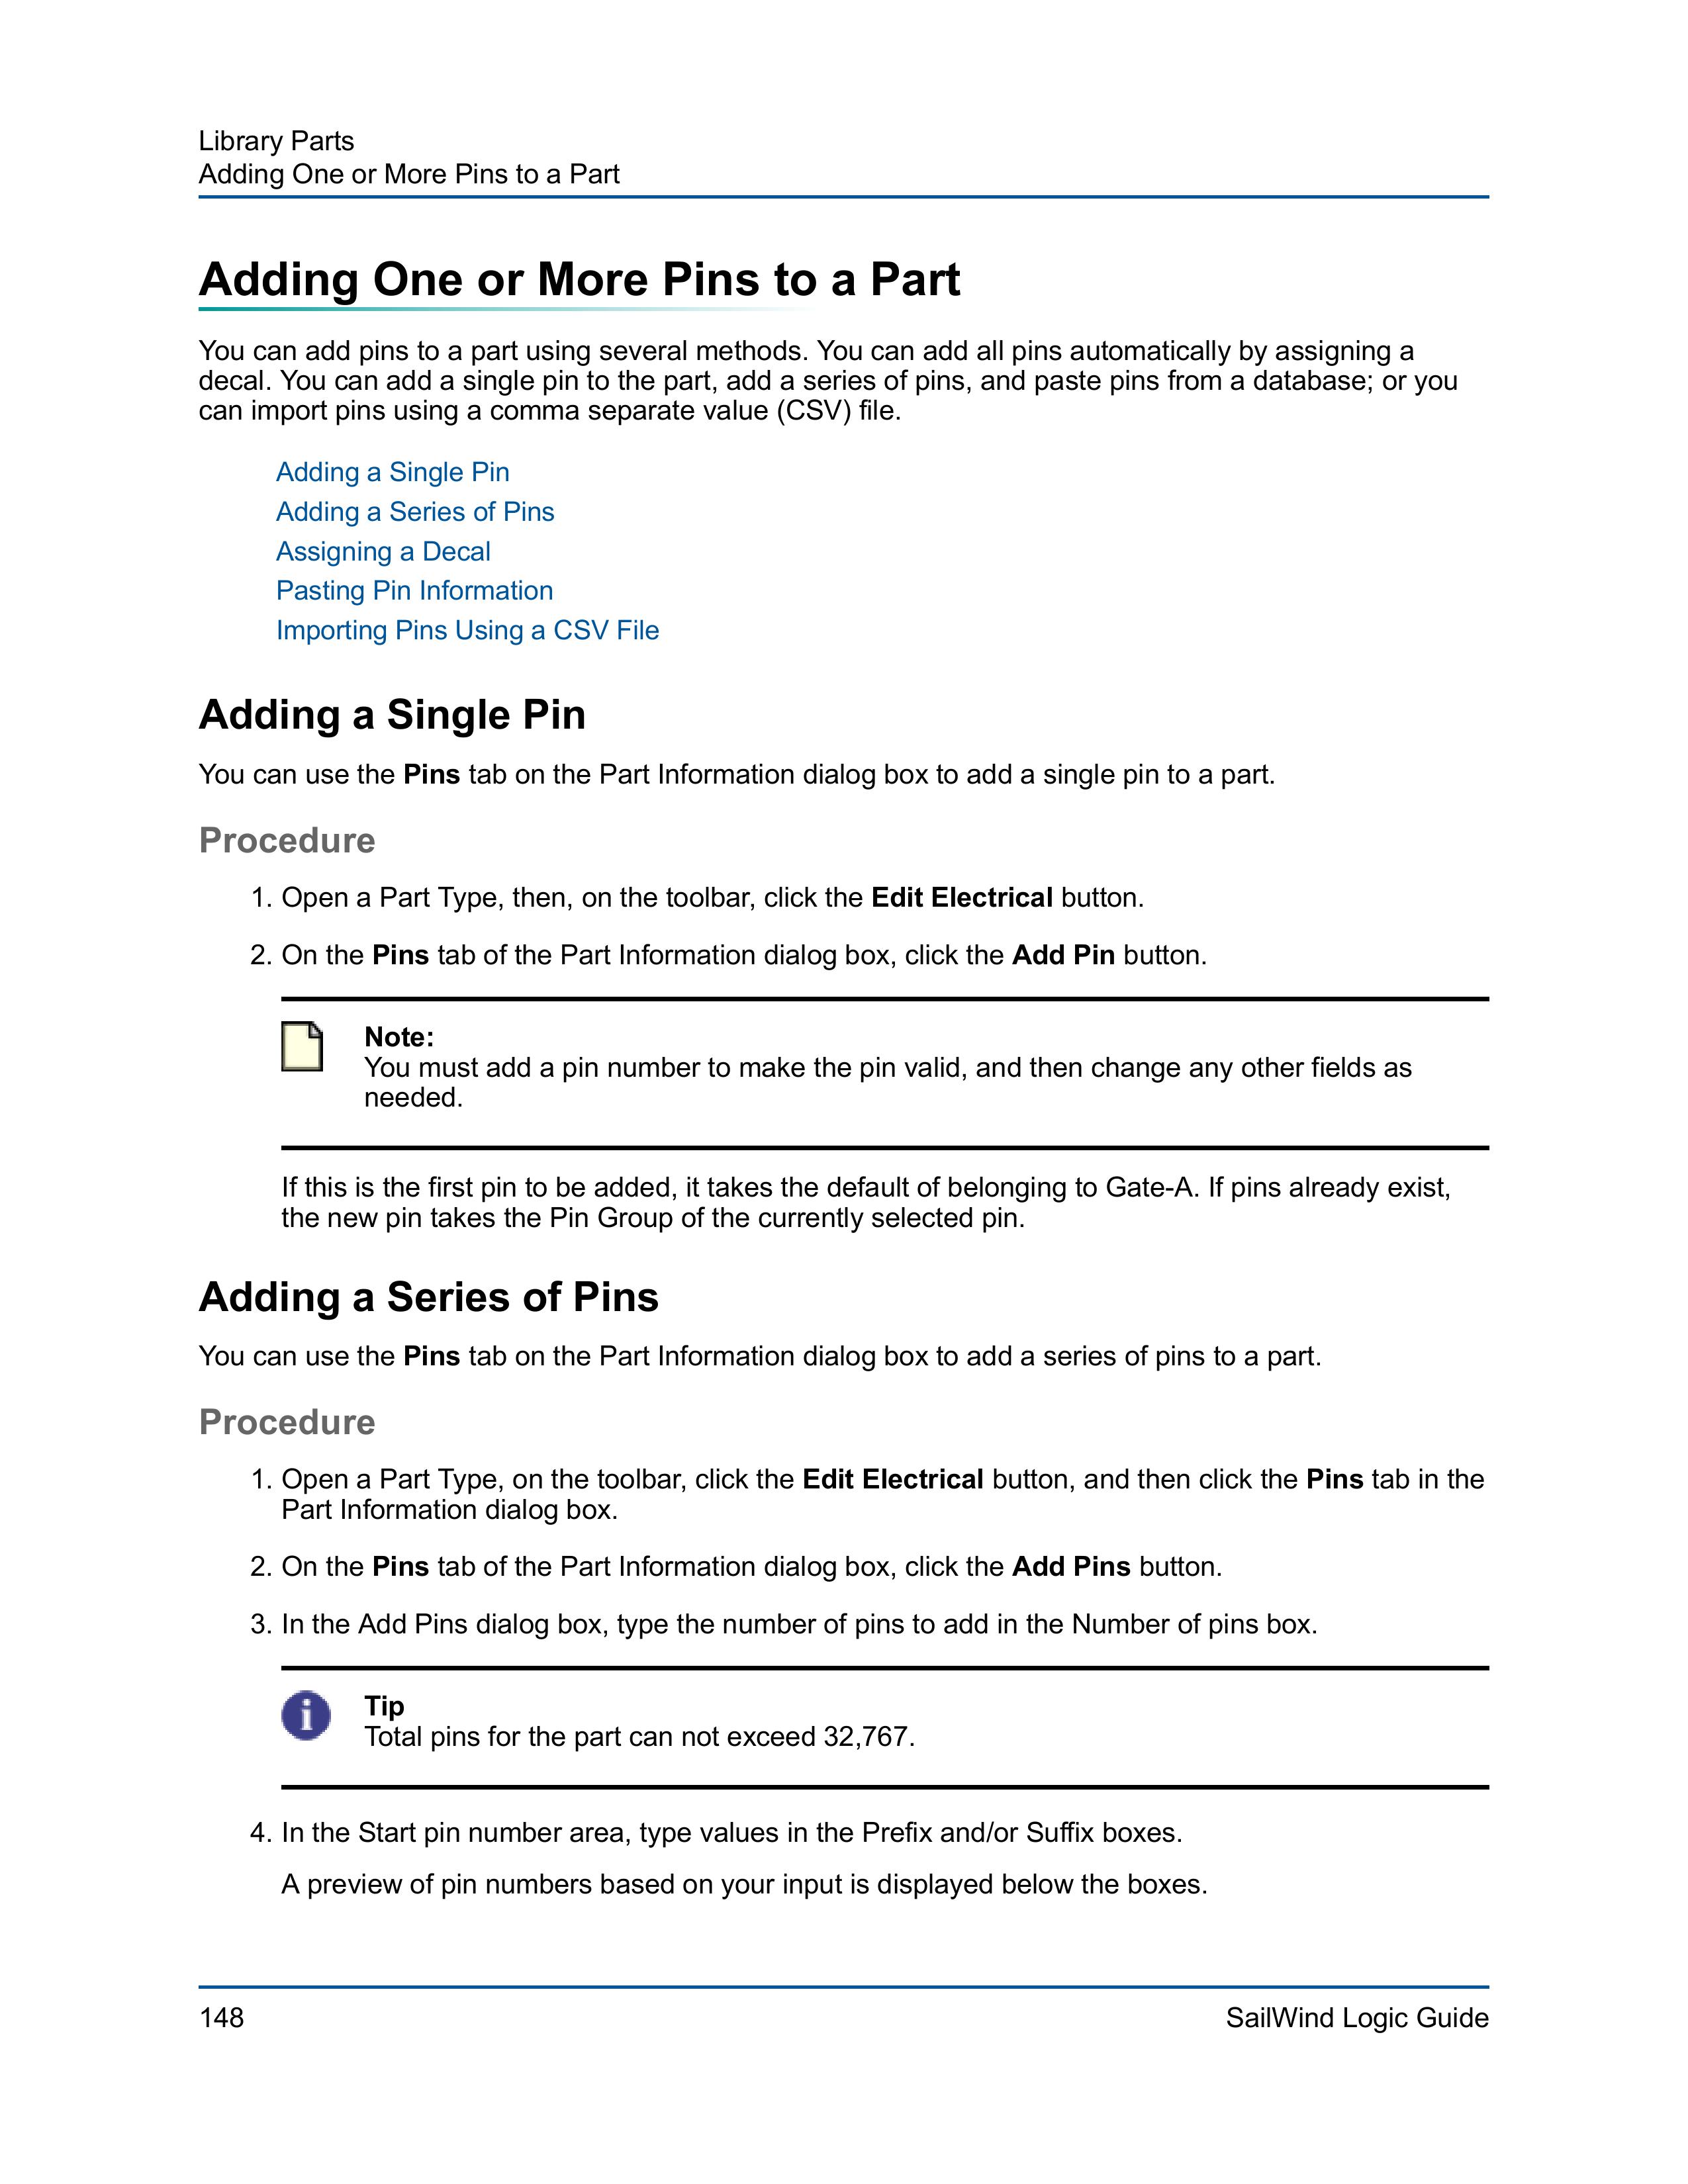 Library Parts
Adding One or More Pins to a Part
Adding One or More Pins to a Part
You can add pins to a part using several methods. You can add all pins automatically by assigning a
decal. You can add a single pin to the part, add a series of pins, and paste pins from a database; or you
can import pins using a comma separate value (CSV) file.
Adding a Single Pin
Adding a Series of Pins
Assigning a Decal
Pasting Pin Information
Importing Pins Using a CSV File
Adding a Single Pin
You can use the Pins tab on the Part Information dialog box to add a single pin to a part.
Procedure
1. Open a Part Type, then, on the toolbar, click the Edit Electrical button.
2. On the Pins tab of the Part Information dialog box, click the Add Pin button.
Note:
You must add a pin number to make the pin valid, and then change any other fields as
needed.
If this is the first pin to be added, it takes the default of belonging to Gate-A. If pins already exist,
the new pin takes the Pin Group of the currently selected pin.
Adding a Series of Pins
You can use the Pins tab on the Part Information dialog box to add a series of pins to a part.
Procedure
1. Open a Part Type, on the toolbar, click the Edit Electrical button, and then click the Pins tab in the
Part Information dialog box.
2. On the Pins tab of the Part Information dialog box, click the Add Pins button.
3. In the Add Pins dialog box, type the number of pins to add in the Number of pins box.
i
Tip
Total pins for the part can not exceed 32,767.
4. In the Start pin number area, type values in the Prefix and/or Suffix boxes.
A preview of pin numbers based on your input is displayed below the boxes.
148
SailWind Logic Guide